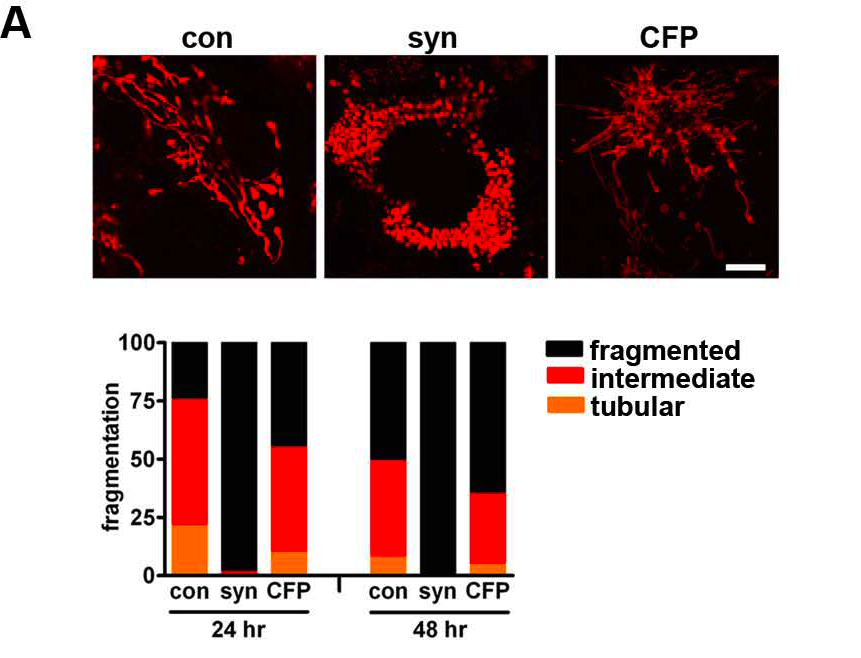 A
con syn CFP
100
75
50
25
0
fragmentation
fragmented
intermediate
tubular
con syn CFP con syn CFP
24 hr 48 hr